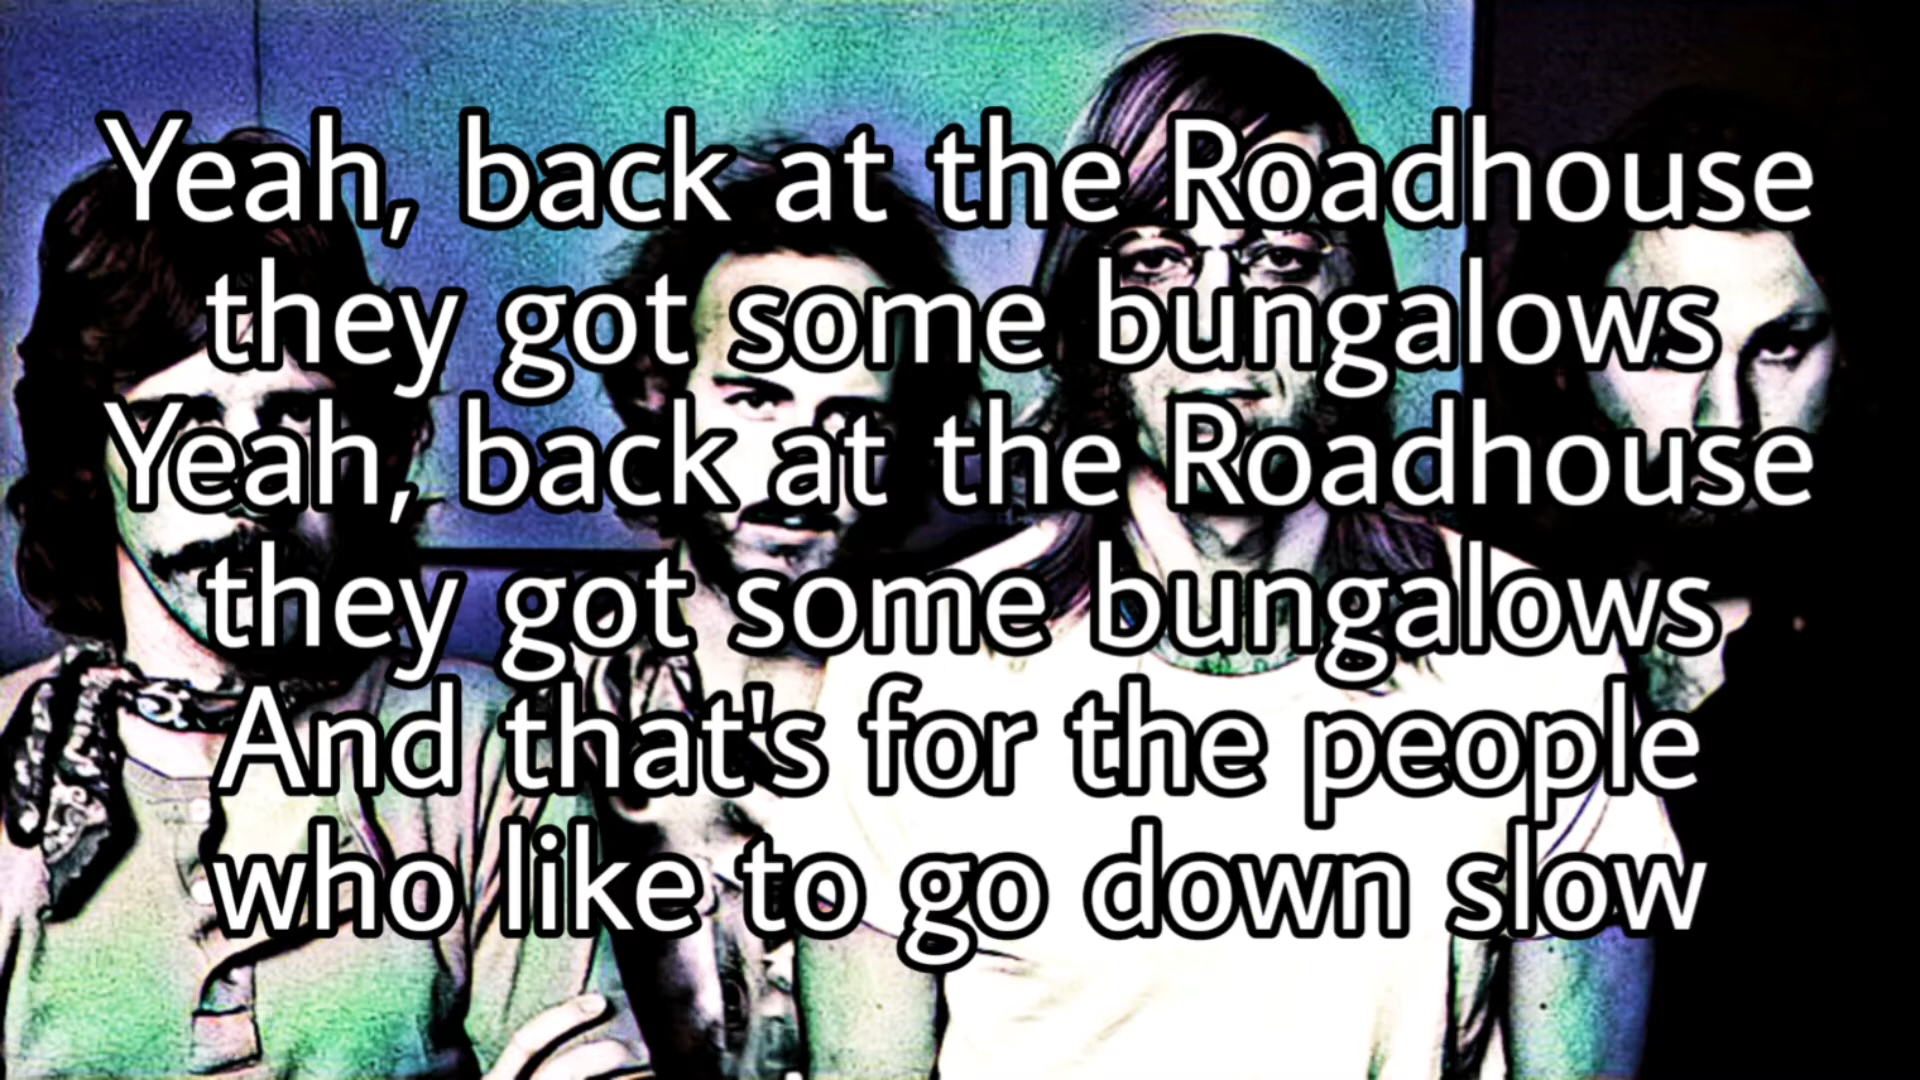 Yeah, back at the Roadhouse
they got some bungalows
Yeah, back at the Roadhouse
they got some bungalows
And that's for the people
who like to go down slow